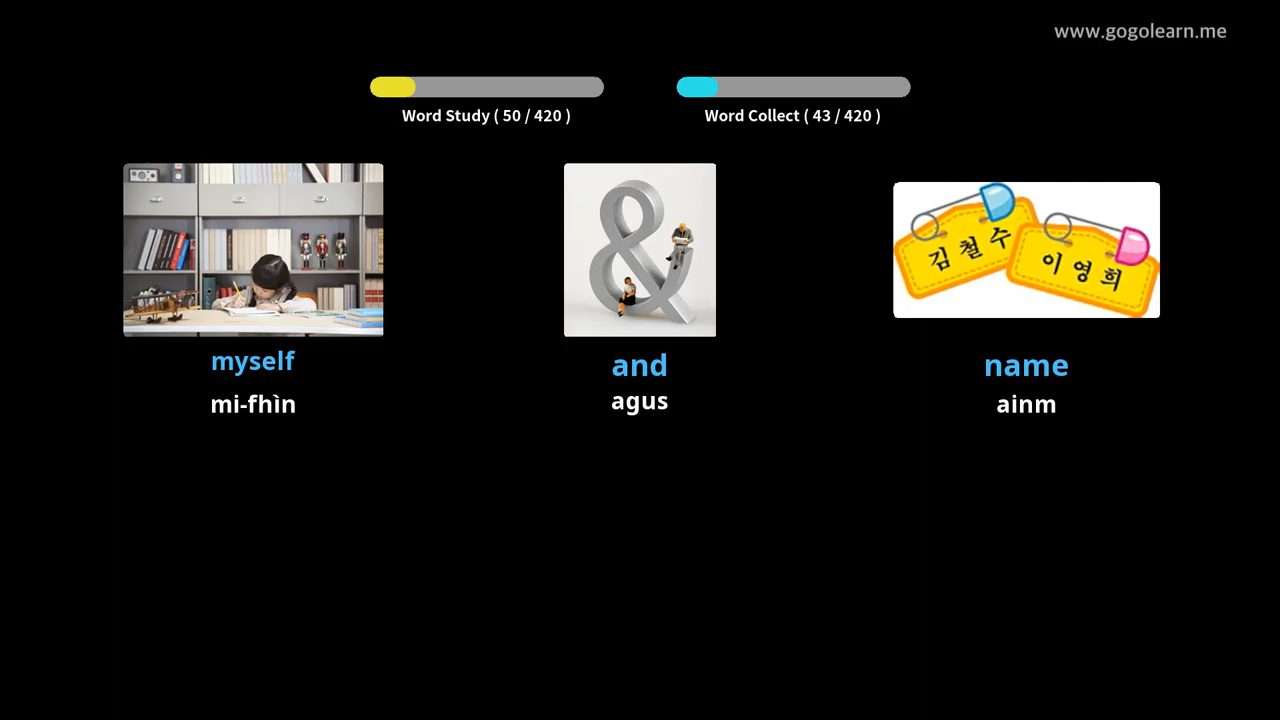 www.gogolearn.me
Word Study ( 50 / 420 )
Word Collect ( 43 / 420 )
김철수
이영희
myself
and
name
mi-fhìn
agus
ainm